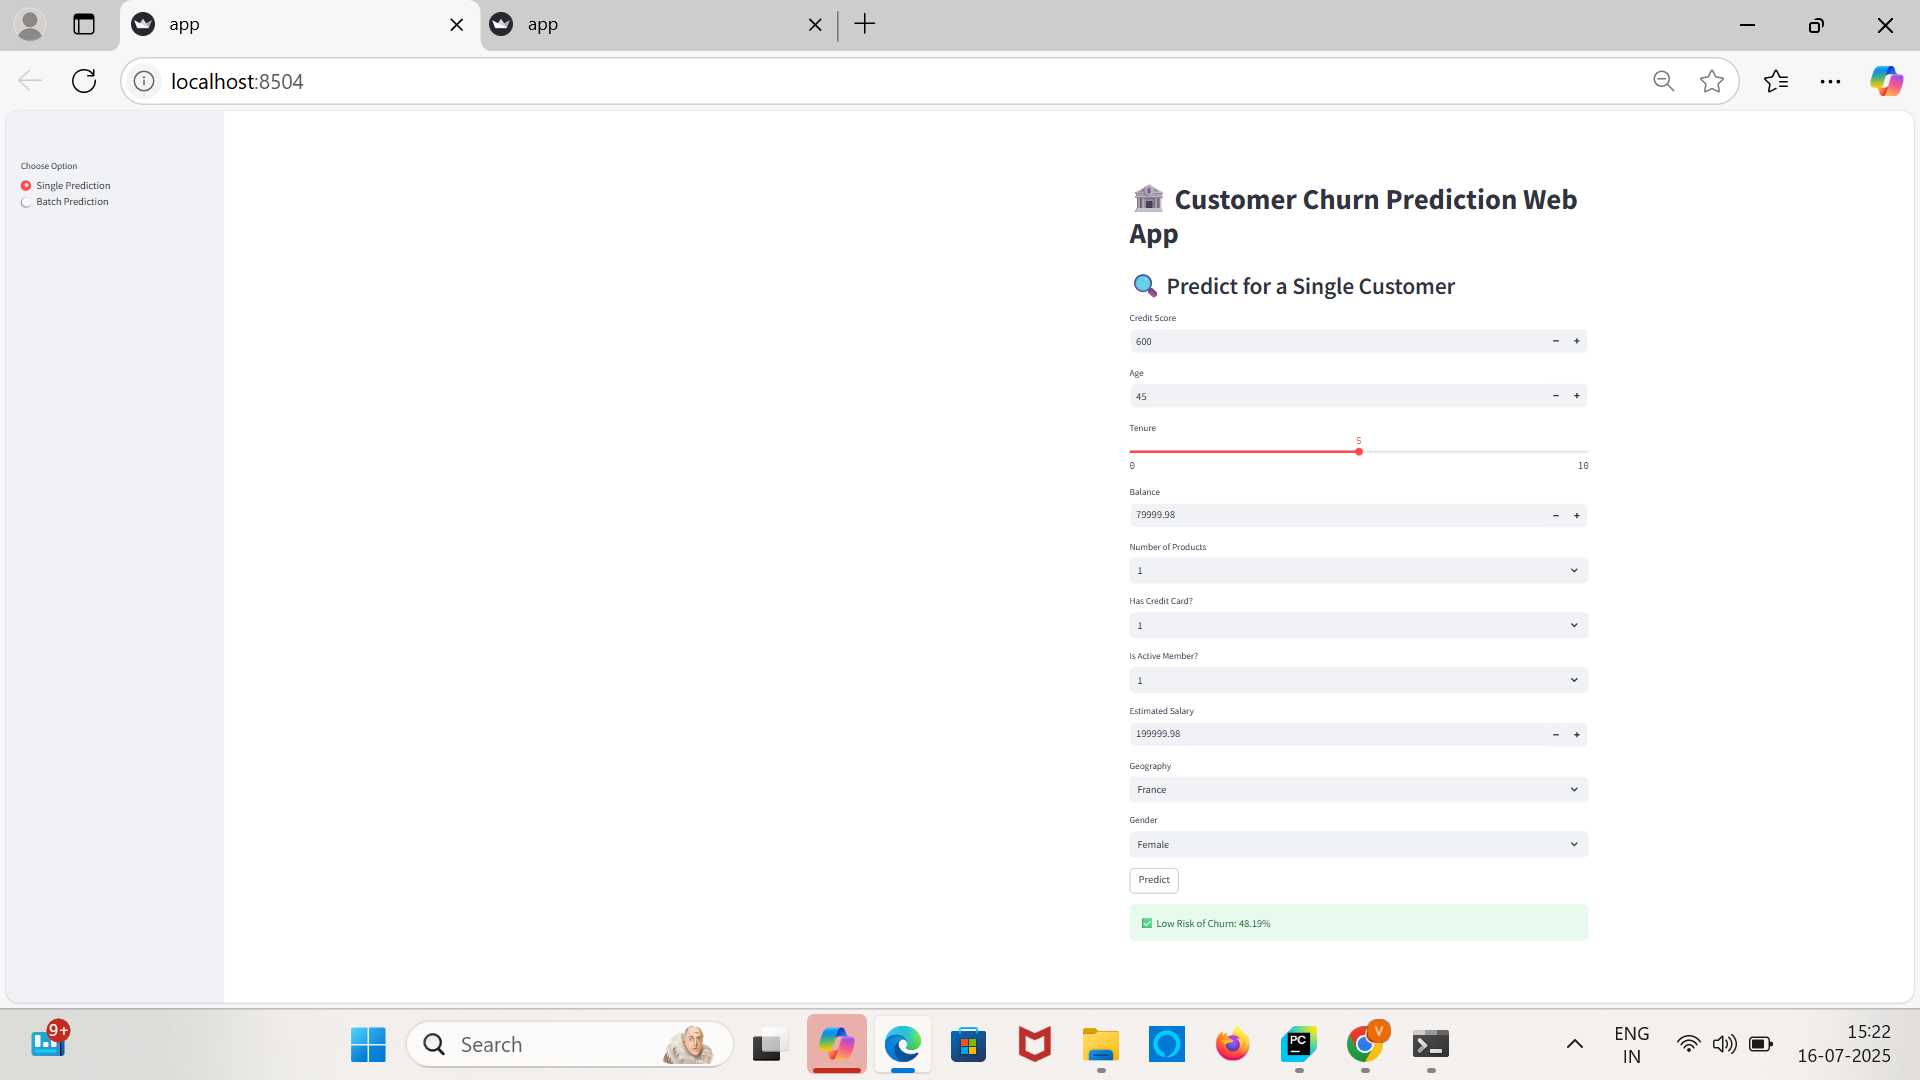 app
app
localhost:8504
Choose Option
Single Prediction
Batch Prediction
Customer Churn Prediction Web
App
Predict for a Single Customer
Credit Score
600
Age
45
Tenure
5
0 10
Balance
79999.98
Number of Products
1
Has Credit Card?
1
Is Active Member?
1
Estimated Salary
199999.98
Geography
France
Gender
Female
Predict
Low Risk of Churn: 48.19%
9+
Search
PC
V
ENG
IN
15:22
16-07-2025